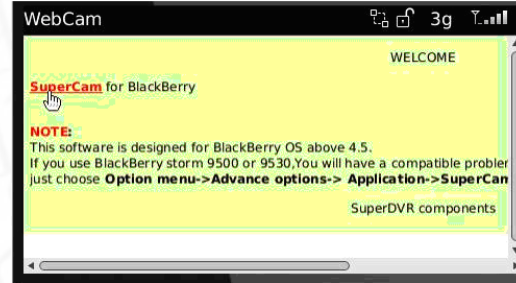 WebCam 3g
WELCOME
SuperCam for BlackBerry
NOTE:
This software is designed for BlackBerry OS above 4.5.
If you use BlackBerry storm 9500 or 9530,You will have a compatible
just choose Option menu->Advance options-> Application->SuperCam
SuperDVR components